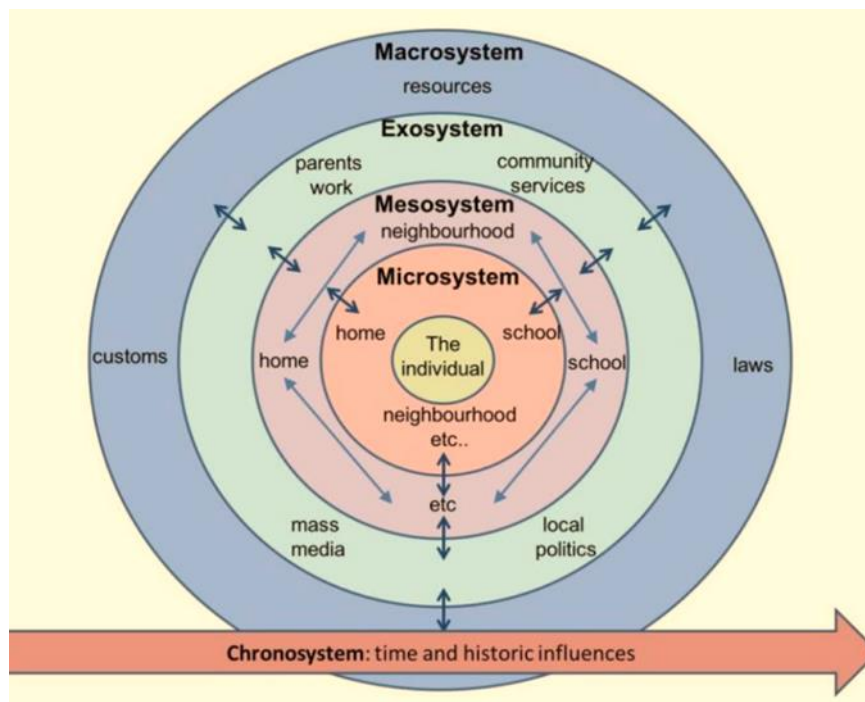 Macrosystem
resources
Exosystem
parents
work
community
services
Mesosystem
neighbourhood
Microsystem
home
school
The
individual
customs
home
school
laws
neighbourhood
etc..
etc
mass
media
local
politics
Chronosystem: time and historic influences